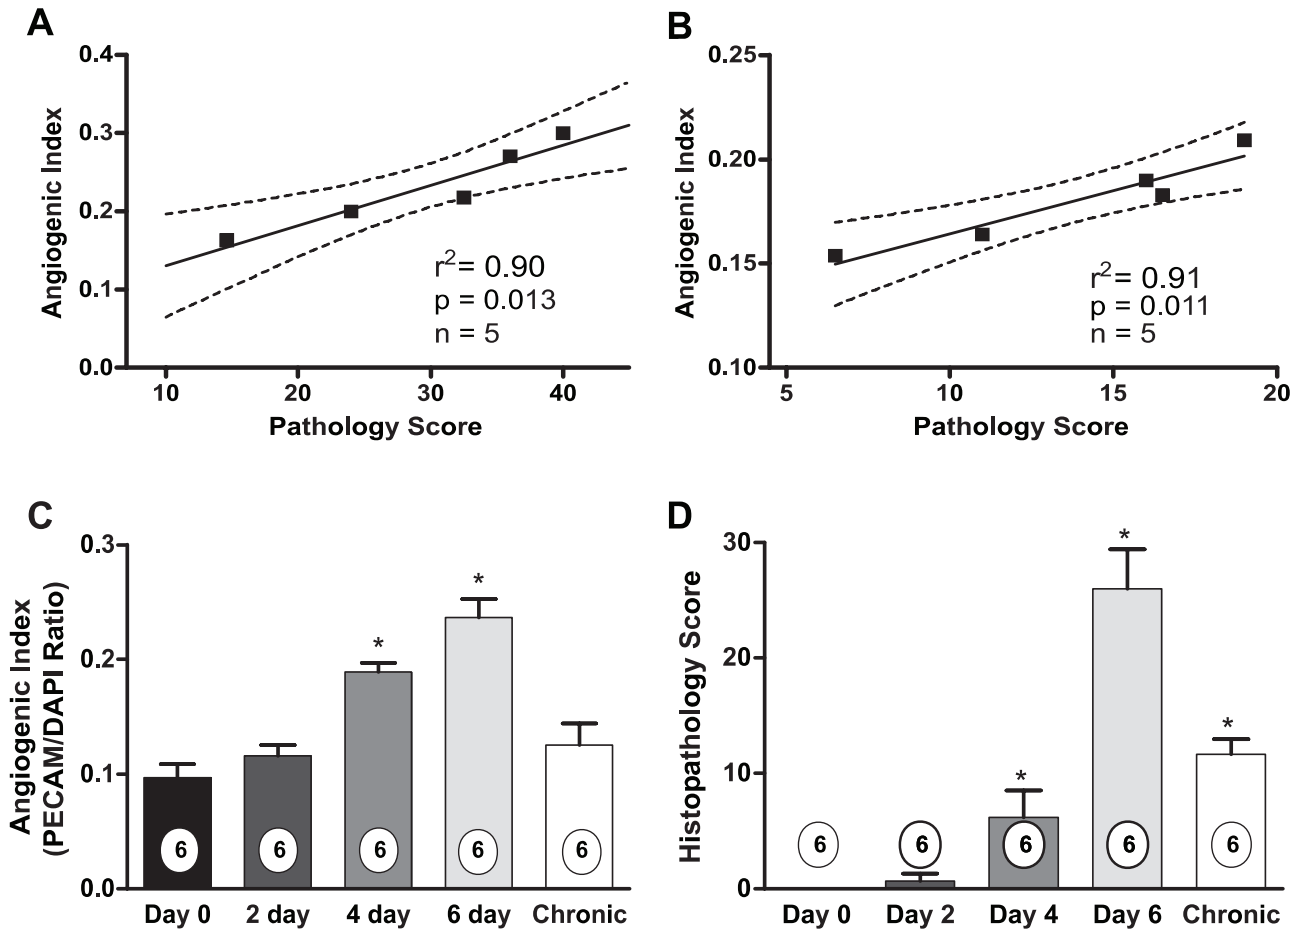 A
Angiogenic Index
0.4
0.3
0.2
0.1
0.0
r2= 0.90
p = 0.013
n = 5
10 20 30 40
Pathology Score
B
Angiogenic Index
0.25
0.20
0.15
0.10
r2= 0.91
p = 0.011
n = 5
5 10 15 20
Pathology Score
C
Angiogenic Index
(PECAM/DAPI Ratio)
0.3
0.2
0.1
0.0
* *
6 6 6 6 6
Day 0 2 day 4 day 6 day Chronic
D
Histopathology Score
30
20
10
0
* * *
6 6 6 6 6
Day 0 Day 2 Day 4 Day 6 Chronic